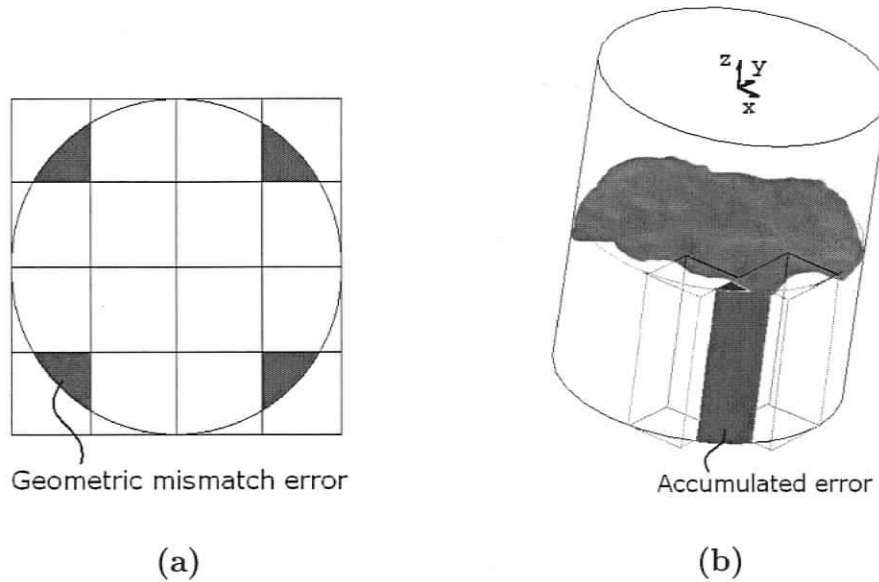 z
y
x
Geometric mismatch error
Accumulated error
(a)
(b)